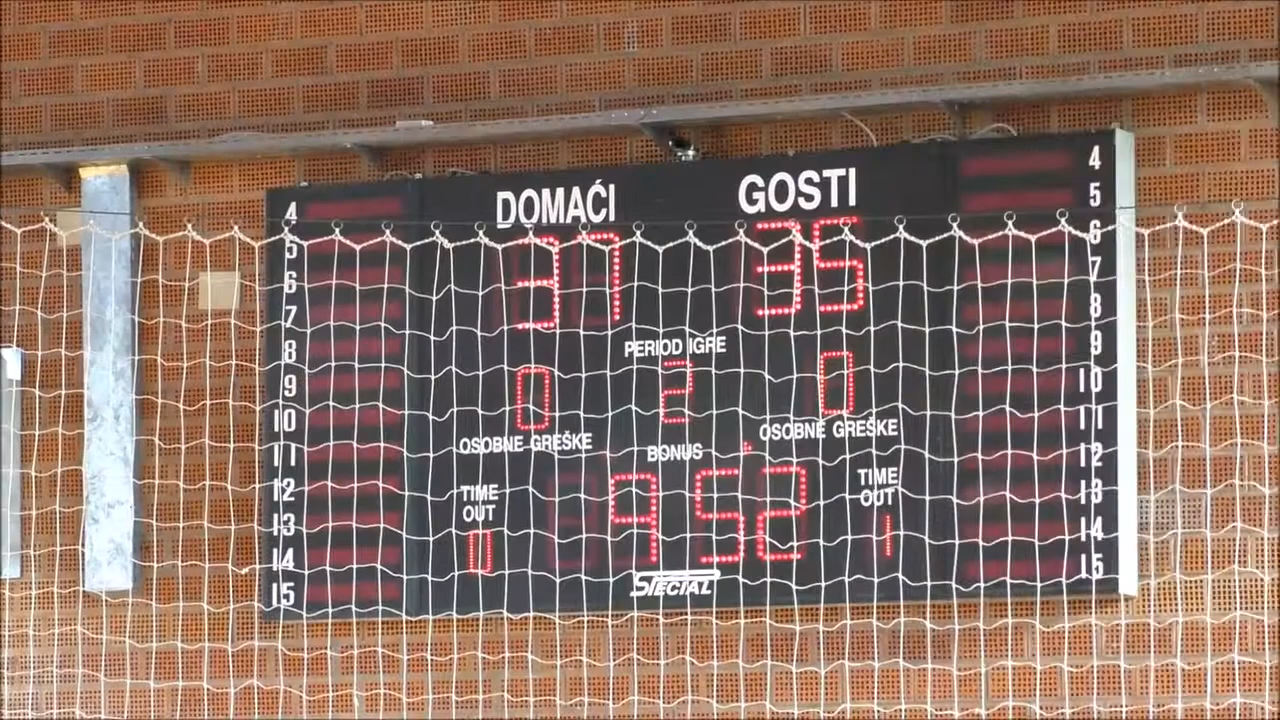 DOMAĆI GOSTI
37 35
PERIOD IGRE
0 2 0
OSOBNE GREŠKE BONUS OSOBNE GREŠKE
TIME OUT 9 52 TIME OUT
0 1
SPECIAL
4 4
5 5
6 6
7 7
8 8
9 9
10 10
11 11
12 12
13 13
14 14
15 15